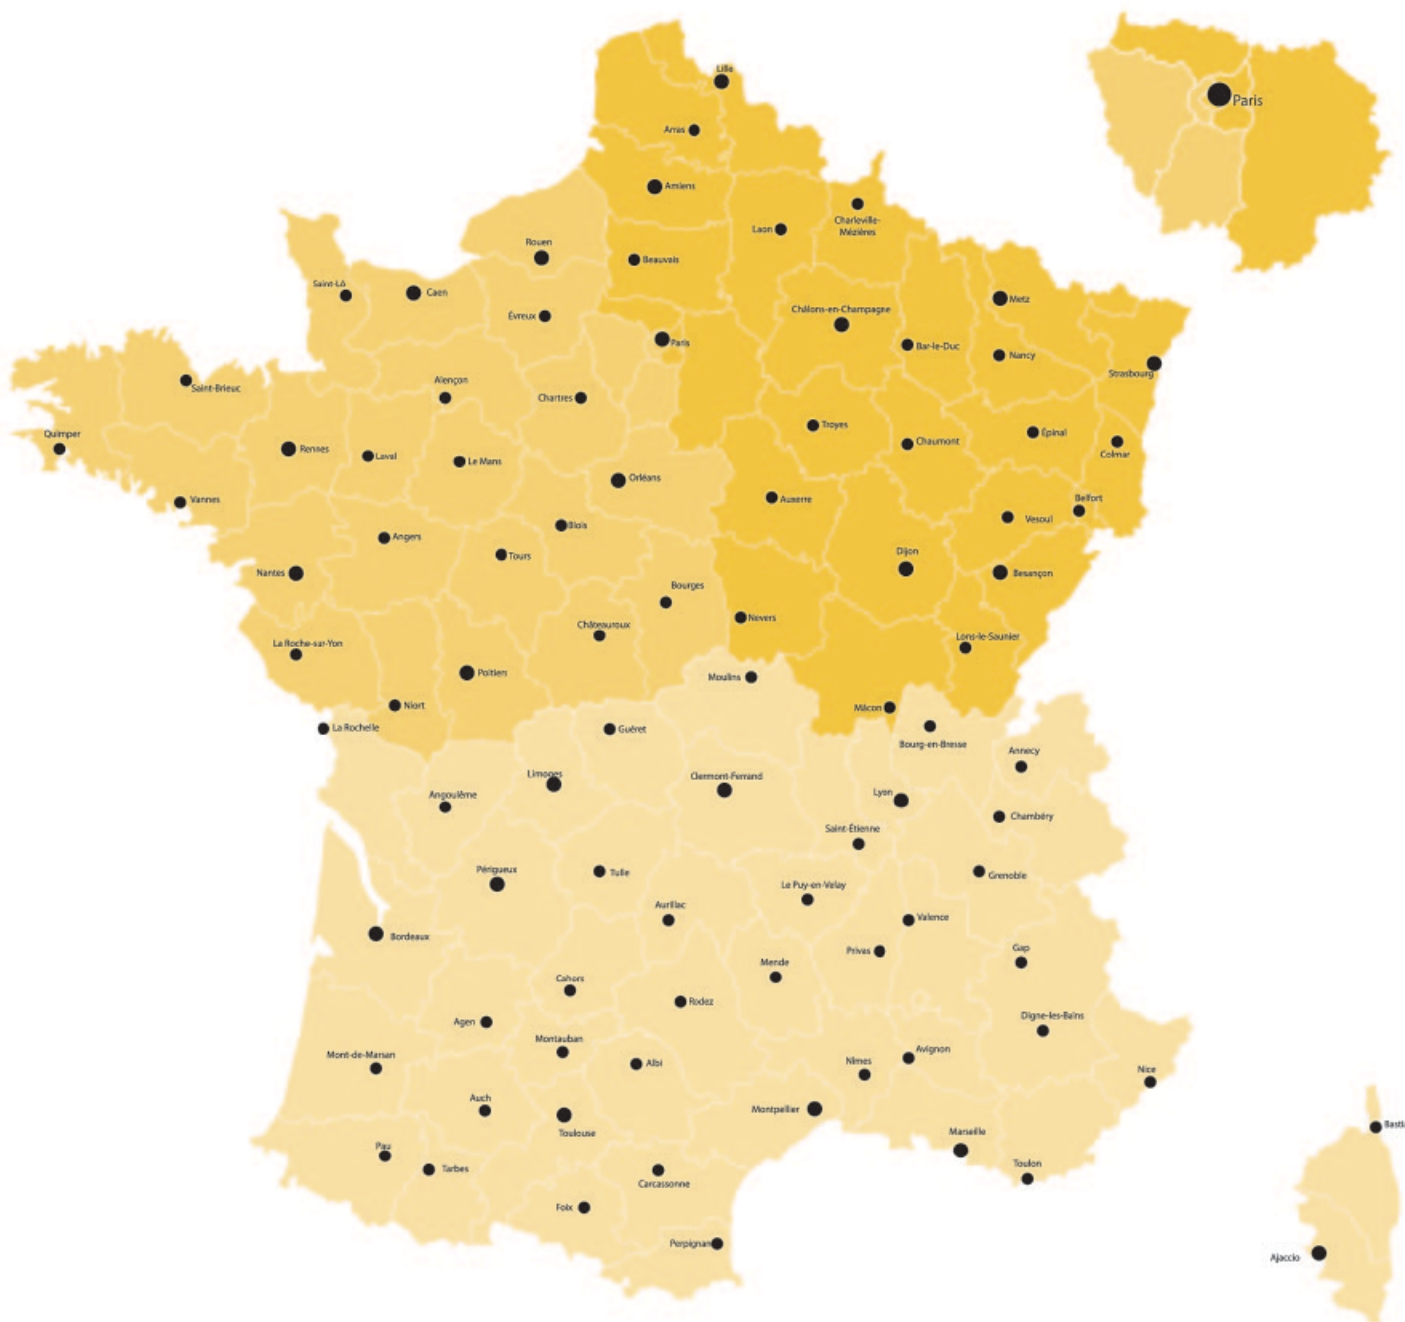 Lille
Paris
Arras
Amiens
Charleville-
Mézières
Laon
Rouen
Beauvais
Saint-Lô
Caen
Metz
Châlons-en-Champagne
Évreux
Paris
Bar-le-Duc
Nancy
Strasbourg
Saint-Brieuc
Alençon
Chartres
Troyes
Quimper
Chaumont
Épinal
Colmar
Rennes
Laval
Le Mans
Orléans
Vannes
Auxerre
Belfort
Vesoul
Blois
Angers
Tours
Dijon
Nantes
Besançon
Bourges
Nevers
Châteauroux
Lons-le-Saunier
La Roche-sur-Yon
Poitiers
Moulins
Niort
Mâcon
La Rochelle
Guéret
Bourg-en-Bresse
Annecy
Limoges
Clermont-Ferrand
Angoulême
Lyon
Chambéry
Saint-Étienne
Périgueux
Tulle
Grenoble
Le Puy-en-Velay
Aurillac
Valence
Bordeaux
Privas
Gap
Mende
Cahors
Rodez
Agen
Digne-les-Bains
Montauban
Mont-de-Marsan
Albi
Nîmes
Avignon
Nice
Auch
Montpellier
Toulouse
Marseille
Basti
Pau
Tarbes
Toulon
Carcassonne
Foix
Perpignan
Ajaccio